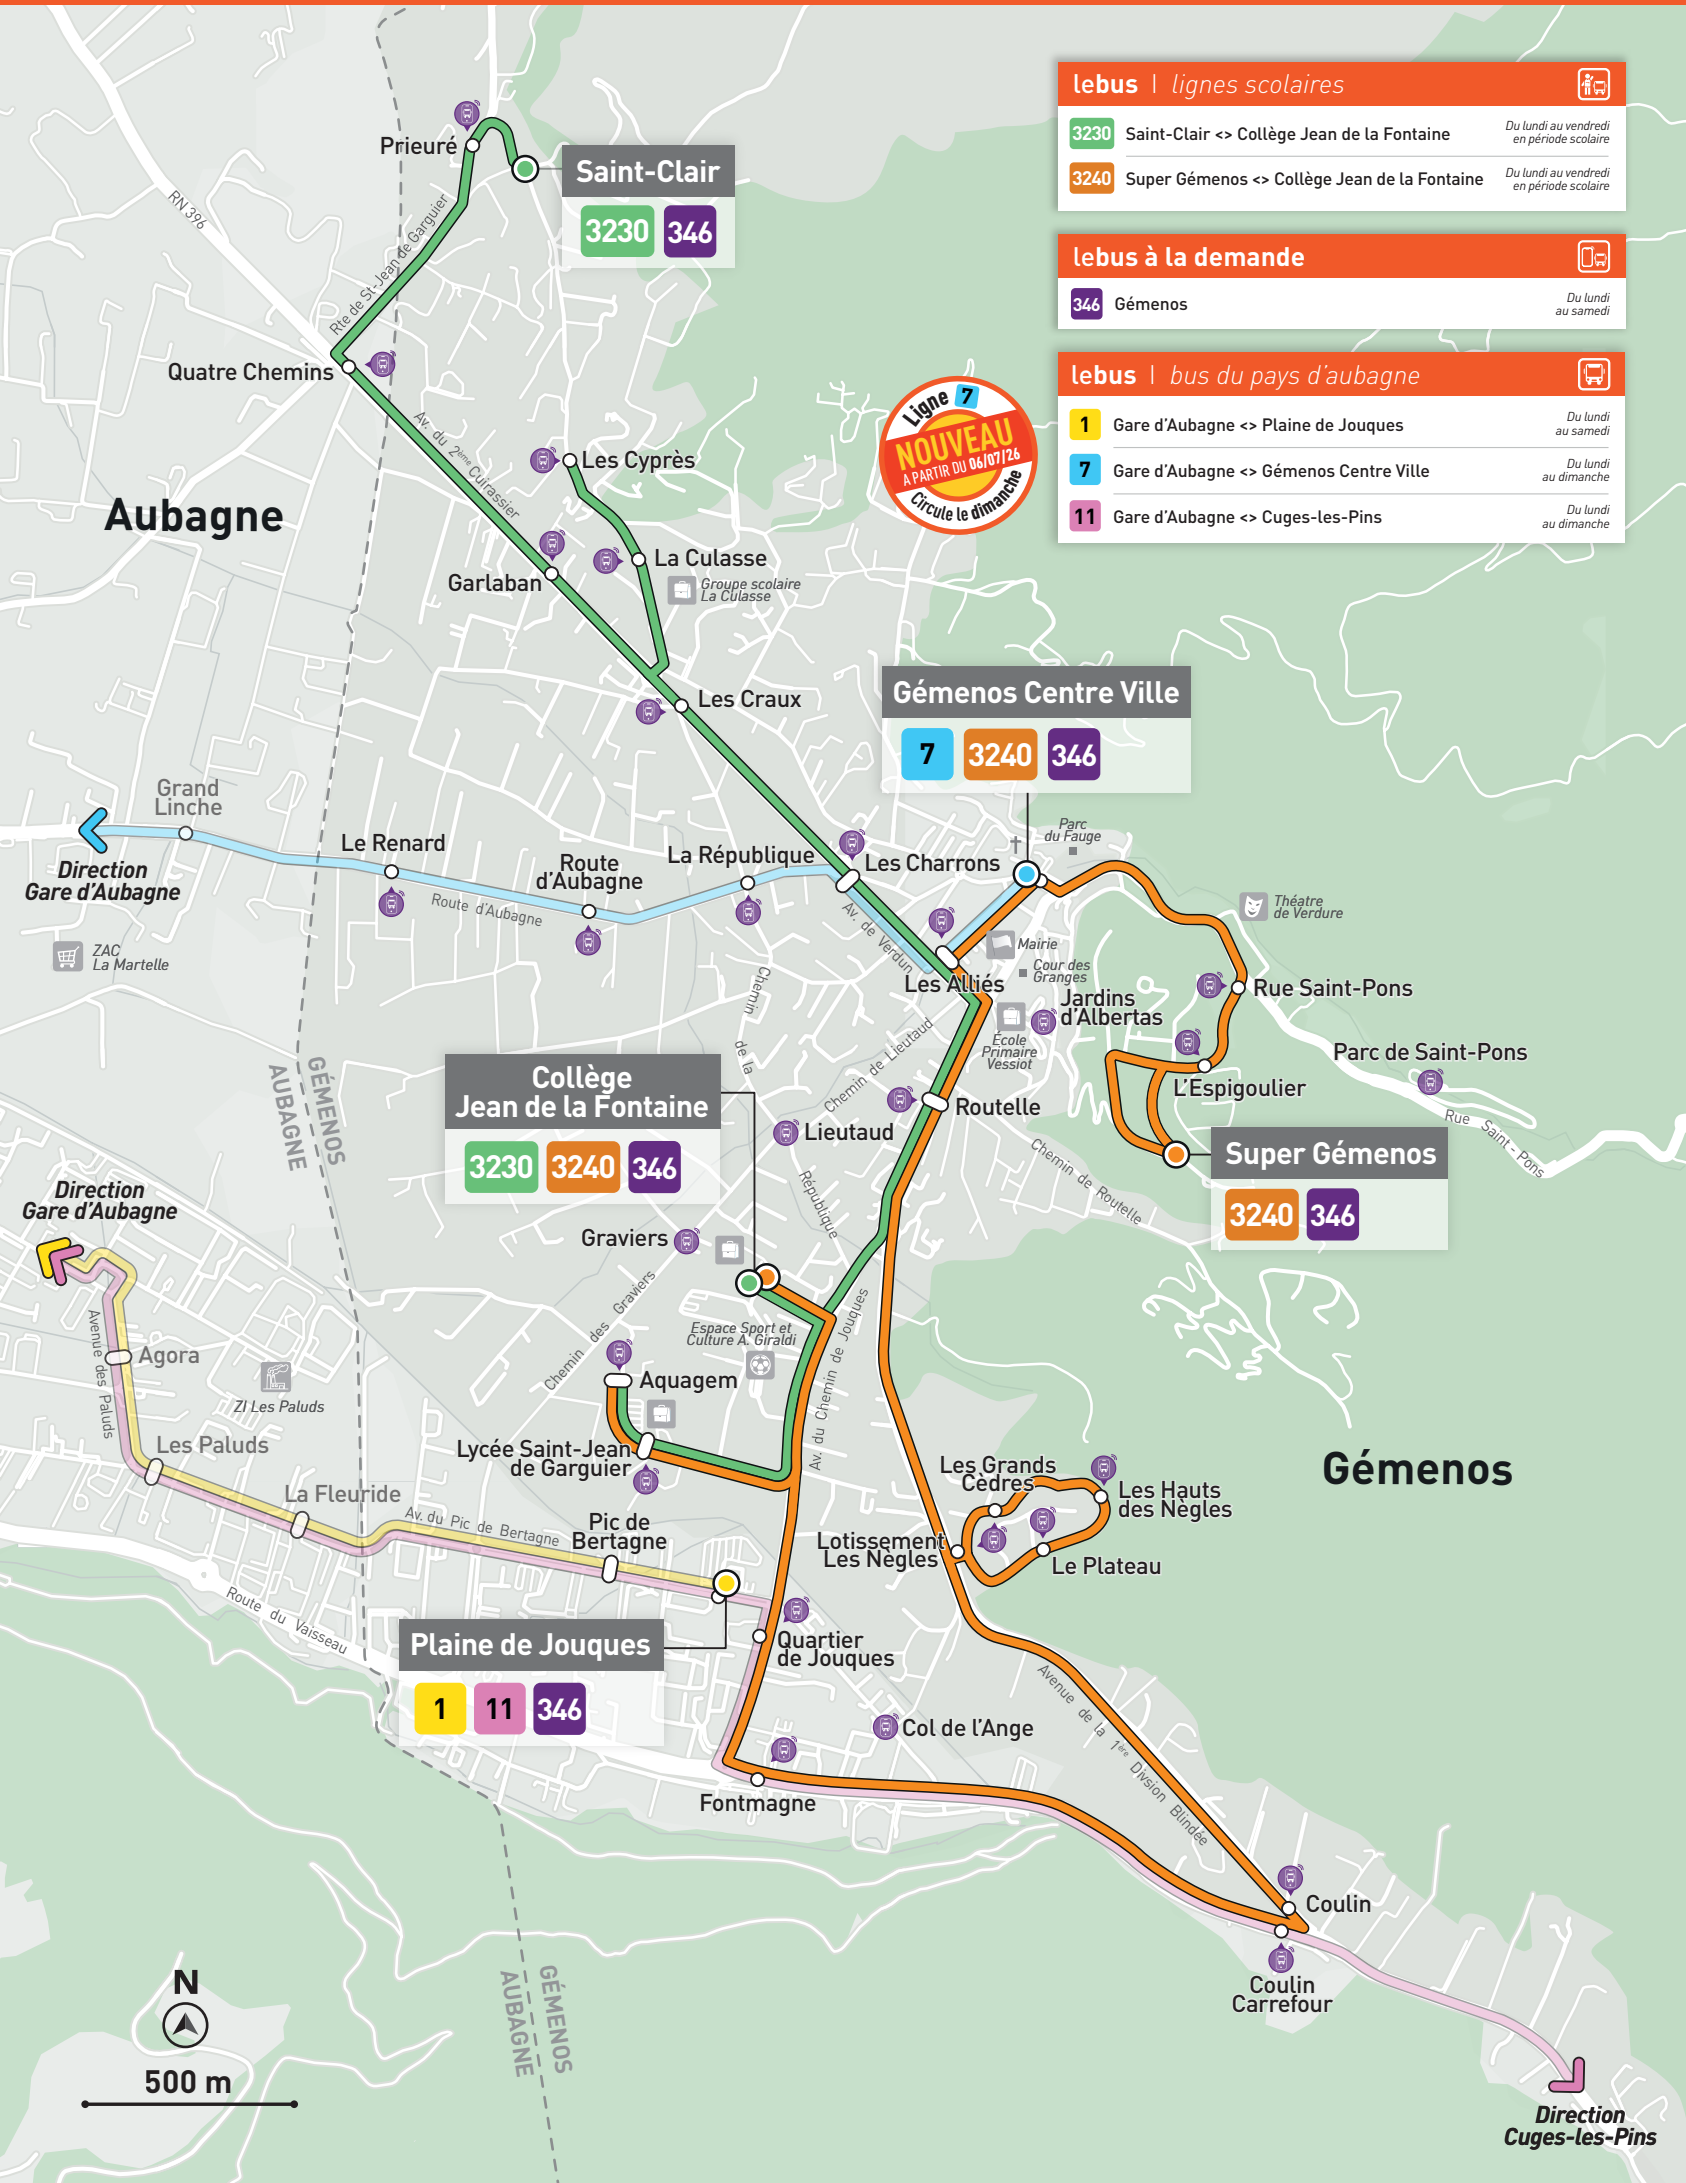 lebus | lignes scolaires
3230 Saint-Clair <> Collège Jean de la Fontaine
Du lundi au vendredi
en période scolaire
3240 Super Gémenos <> Collège Jean de la Fontaine
Du lundi au vendredi
en période scolaire
lebus à la demande
346 Gémenos
Du lundi
au samedi
lebus | bus du pays d'aubagne
1 Gare d'Aubagne <> Plaine de Jouques
Du lundi
au samedi
7 Gare d'Aubagne <> Gémenos Centre Ville
Du lundi
au dimanche
11 Gare d'Aubagne <> Cuges-les-Pins
Du lundi
au dimanche
Ligne 7
NOUVEAU
A PARTIR DU 06/07/26
Circule le dimanche
Prieuré
Saint-Clair
3230 346
RN 396
Rte de St-Jean de Garguier
Quatre Chemins
Av. du 2ème Cuirassier
Les Cyprès
Aubagne
La Culasse
Garlaban
Groupe scolaire
La Culasse
Les Craux
Gémenos Centre Ville
7 3240 346
Grand
Linche
Direction
Gare d'Aubagne
Le Renard
Route
d'Aubagne
La République
Les Charrons
Parc
du Fauge
Route d'Aubagne
Av. de Verdun
Théatre
de Verdure
ZAC
La Martelle
Mairie
Cour des
Granges
Les Alliés
Jardins
d'Albertas
Rue Saint-Pons
École
Primaire
Vessiot
Parc de Saint-Pons
L'Espigoulier
Rue Saint - Pons
Chemin de la République
Chemin de Lieutaud
Routelle
Lieutaud
Chemin de Routelle
Super Gémenos
3240 346
GÉMENOS
AUBAGNE
Collège
Jean de la Fontaine
3230 3240 346
Direction
Gare d'Aubagne
Graviers
Chemin des Graviers
Espace Sport et
Culture A. Giraldi
Av. du Chemin de Jouques
Avenue des Paluds
Agora
ZI Les Paluds
Aquagem
Les Paluds
Lycée Saint-Jean
de Garguier
La Fleuride
Av. du Pic de Bertagne
Pic de
Bertagne
Les Grands
Cèdres
Les Hauts
des Nègles
Gémenos
Lotissement
Les Nègles
Le Plateau
Route du Vaisseau
Plaine de Jouques
1 11 346
Quartier
de Jouques
Col de l'Ange
Avenue de la 1ère Divsion Blindée
Fontmagne
Coulin
Coulin
Carrefour
GÉMENOS
AUBAGNE
N
500 m
Direction
Cuges-les-Pins